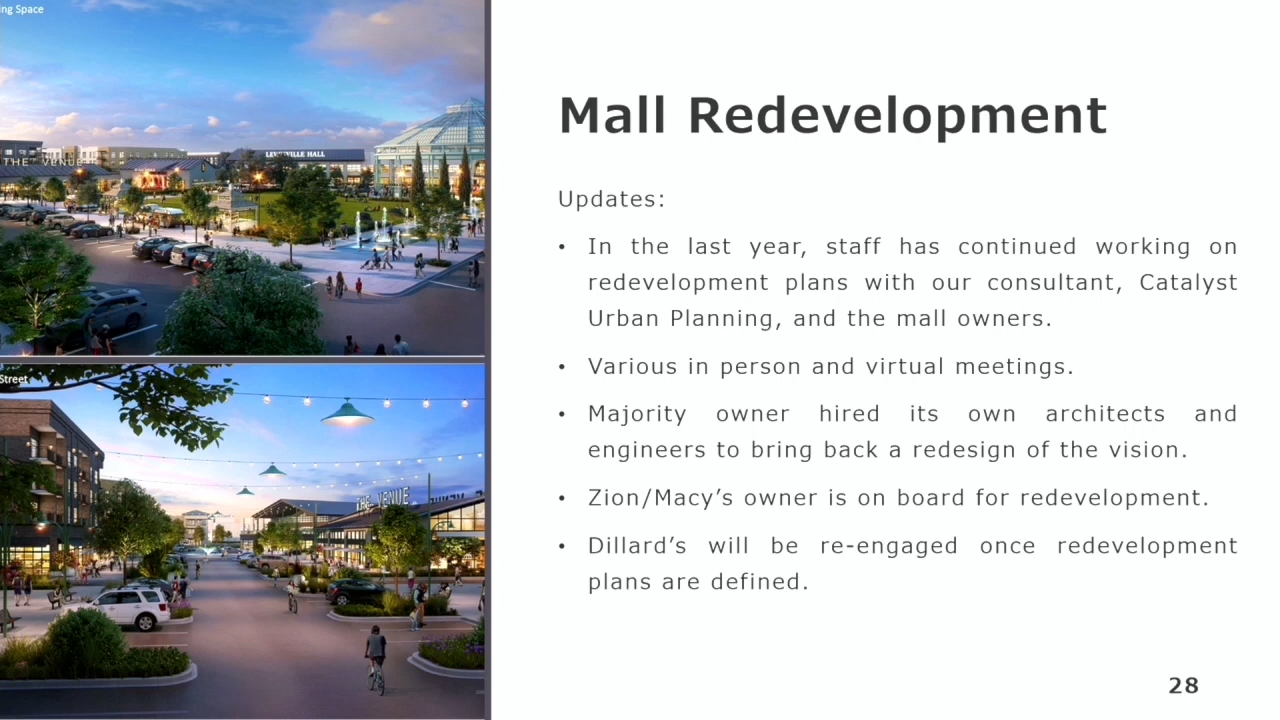 ng Space
THE VENUE
LEWISVILLE HALL
Street
THE VENUE
Mall Redevelopment
Updates:
• In the last year, staff has continued working on
redevelopment plans with our consultant, Catalyst
Urban Planning, and the mall owners.
• Various in person and virtual meetings.
• Majority owner hired its own architects and
engineers to bring back a redesign of the vision.
• Zion/Macy’s owner is on board for redevelopment.
• Dillard’s will be re-engaged once redevelopment
plans are defined.
28